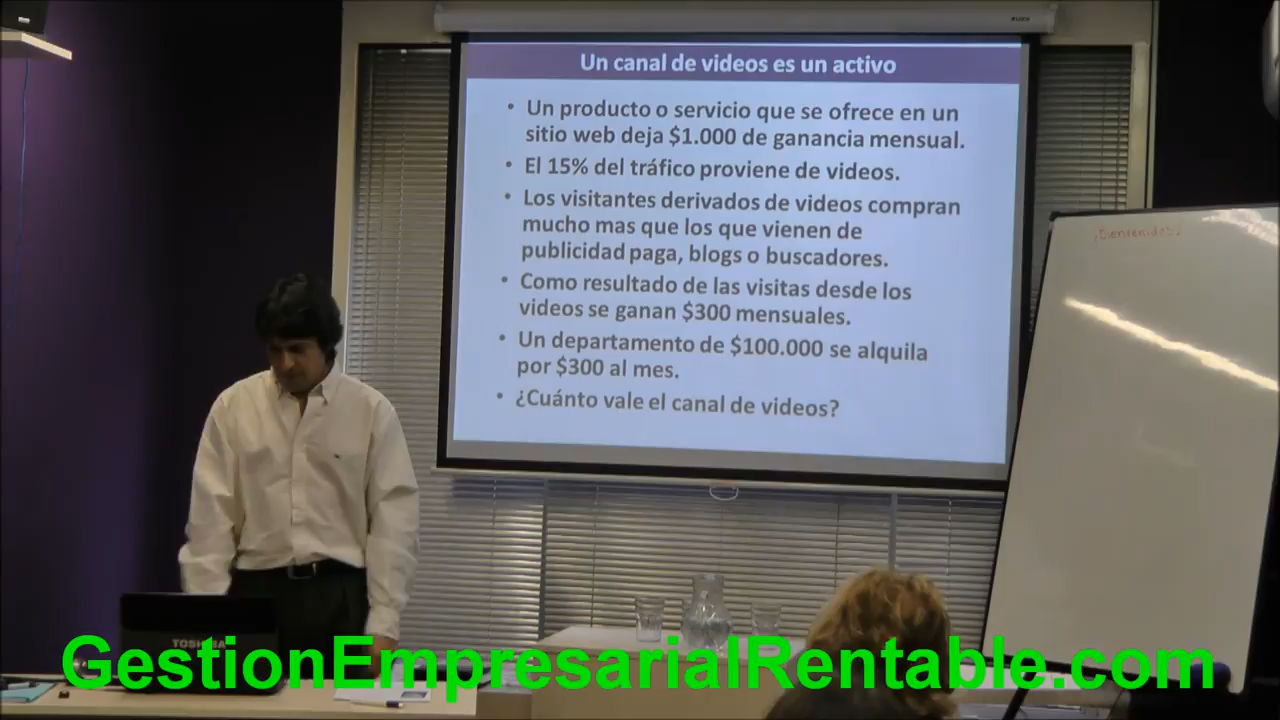 Un canal de videos es un activo
• Un producto o servicio que se ofrece en un
sitio web deja $1.000 de ganancia mensual.
• El 15% del tráfico proviene de videos.
• Los visitantes derivados de videos compran
mucho mas que los que vienen de
publicidad paga, blogs o buscadores.
• Como resultado de las visitas desde los
videos se ganan $300 mensuales.
• Un departamento de $100.000 se alquila
por $300 al mes.
• ¿Cuánto vale el canal de videos?
¡Bienvenidos!
TOSHIBA
GestionEmpresarialRentable.com